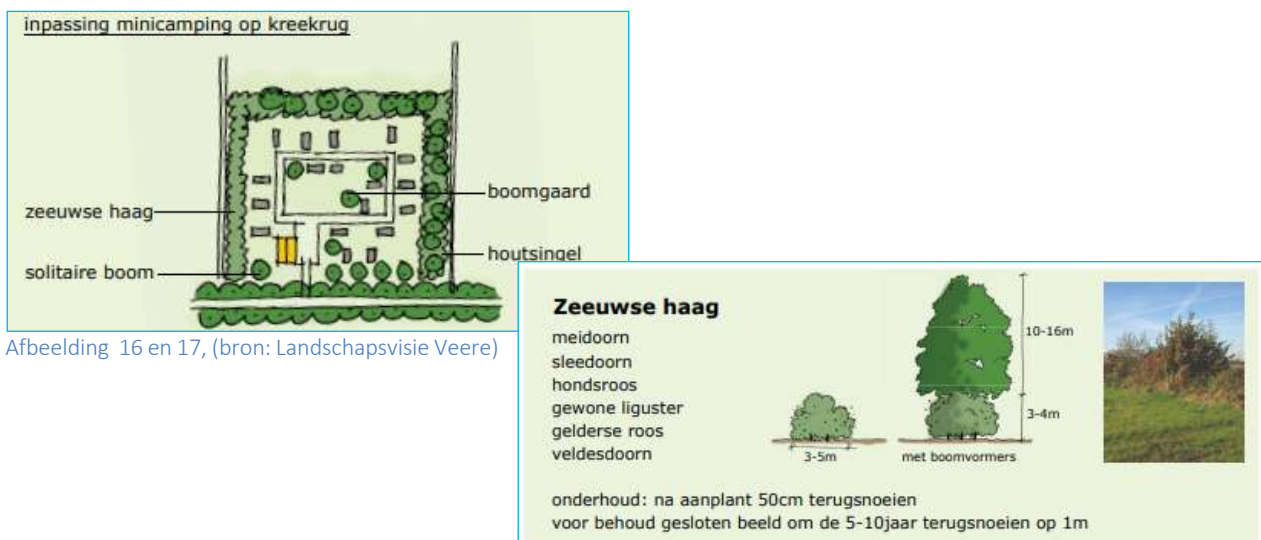 inpassing minicamping op kreekrug
zeeuwse haag
solitaire boom
boomgaard
houtsingel
Afbeelding 16 en 17, (bron: Landschapsvisie Veere)
Zeeuwse haag
meidoorn
sleedoorn
hondsroos
gewone liguster
gelderse roos
veldesdoorn
3-5m
10-16m
3-4m
met boomvormers
onderhoud: na aanplant 50cm terugsnoeien
voor behoud gesloten beeld om de 5-10jaar terugsnoeien op 1m